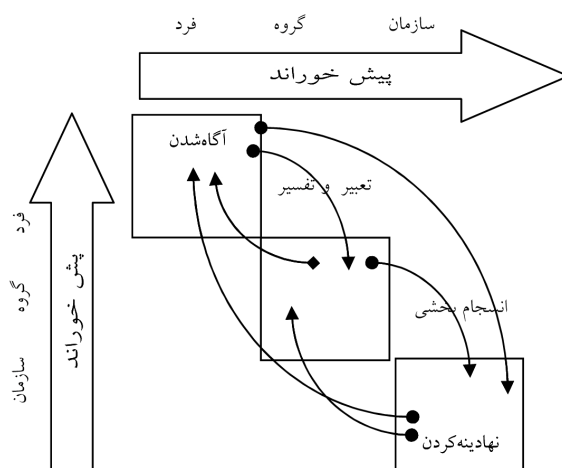 فرد گروه سازمان
پیش خوراند
آگاه‌شدن
تعبیر و تفسیر
انسجام بخشی
نهادینه‌کردن
فرد
گروه
سازمان
پیش خوراند